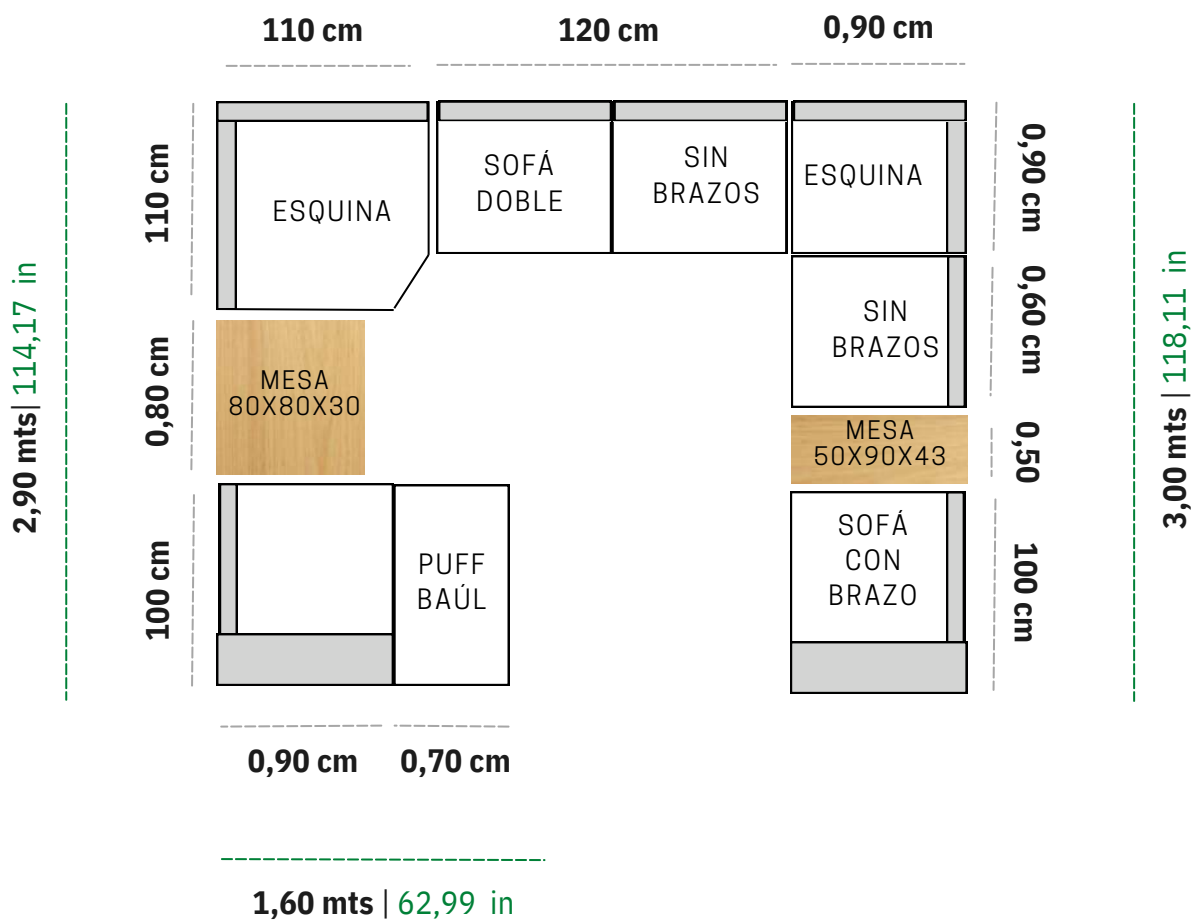 110 cm
120 cm
0,90 cm
110 cm
ESQUINA
SOFÁ
DOBLE
SIN
BRAZOS
ESQUINA
0,90 cm
2,90 mts| 114,17 in
0,80 cm
MESA
80X80X30
SIN
BRAZOS
0,60 cm
3,00 mts | 118,11 in
MESA
50X90X43
0,50
100 cm
PUFF
BAÚL
SOFÁ
CON
BRAZO
100 cm
0,90 cm
0,70 cm
1,60 mts | 62,99 in